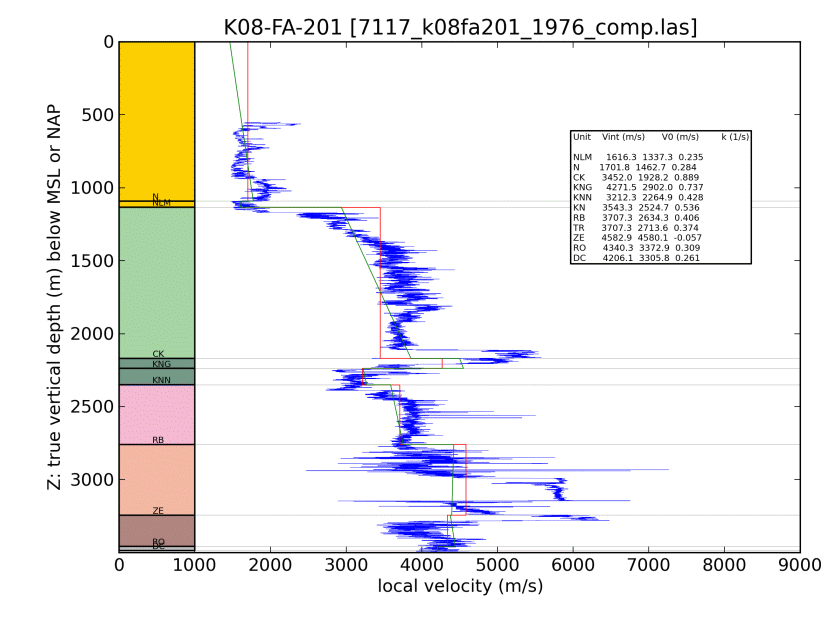 K08-FA-201 [7117_k08fa201_1976_comp.las]
0
500
1000
1500
2000
2500
3000
Z: true vertical depth (m) below MSL or NAP
N
NLM
CK
KNG
KNN
RB
ZE
RO
DC
Unit Vint (m/s) V0 (m/s) k (1/s)
NLM 1616.3 1337.3 0.235
N 1701.8 1462.7 0.284
CK 3452.0 1928.2 0.889
KNG 4271.5 2902.0 0.737
KNN 3212.3 2264.9 0.428
KN 3543.3 2524.7 0.536
RB 3707.3 2634.3 0.406
TR 3707.3 2713.6 0.374
ZE 4582.9 4580.1 -0.057
RO 4340.3 3372.9 0.309
DC 4206.1 3305.8 0.261
0 1000 2000 3000 4000 5000 6000 7000 8000 9000
local velocity (m/s)